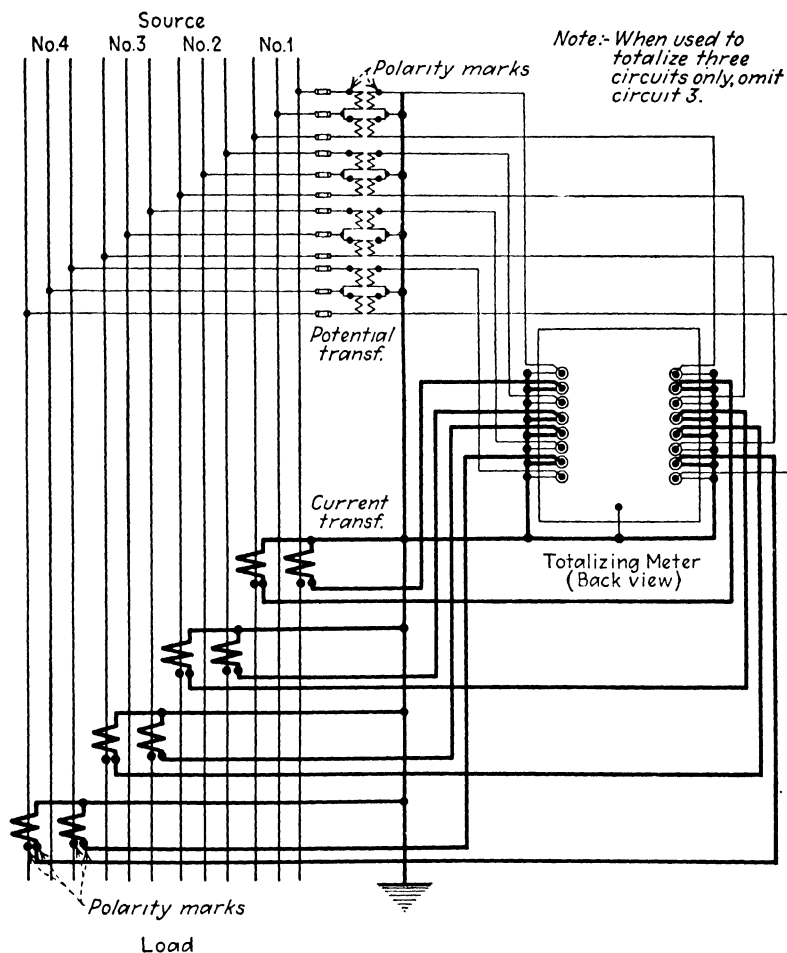 Source
No.4 No.3 No.2 No.1
Note:- When used to
totalize three
circuits only, omit
circuit 3.
Polarity marks
Potential
transf.
Current
transf.
Totalizing Meter
(Back view)
Polarity marks
Load